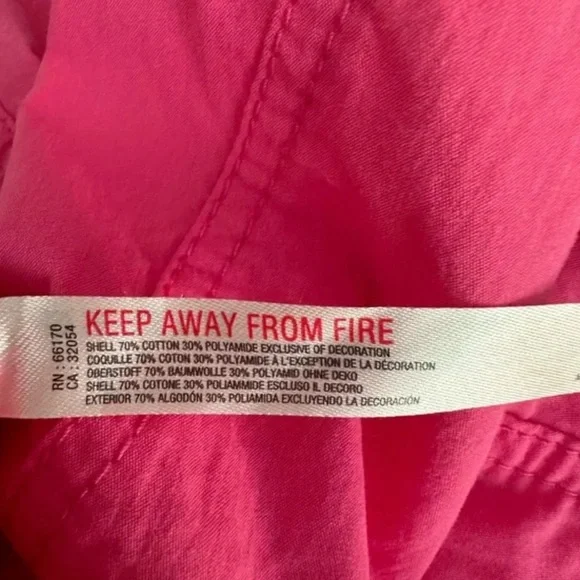 RN : 66170
CA : 32054
KEEP AWAY FROM FIRE
SHELL 70% COTTON 30% POLYAMIDE EXCLUSIVE OF DECORATION
COQUILLE 70% COTON 30% POLYAMIDE À L'EXCEPTION DE LA DÉCORATION
OBERSTOFF 70% BAUMWOLLE 30% POLYAMID OHNE DEKO
SHELL 70% COTONE 30% POLIAMMIDE ESCLUSO IL DECORO
EXTERIOR 70% ALGODÓN 30% POLIAMIDA EXCLUYENDO LA DECORACIÓN